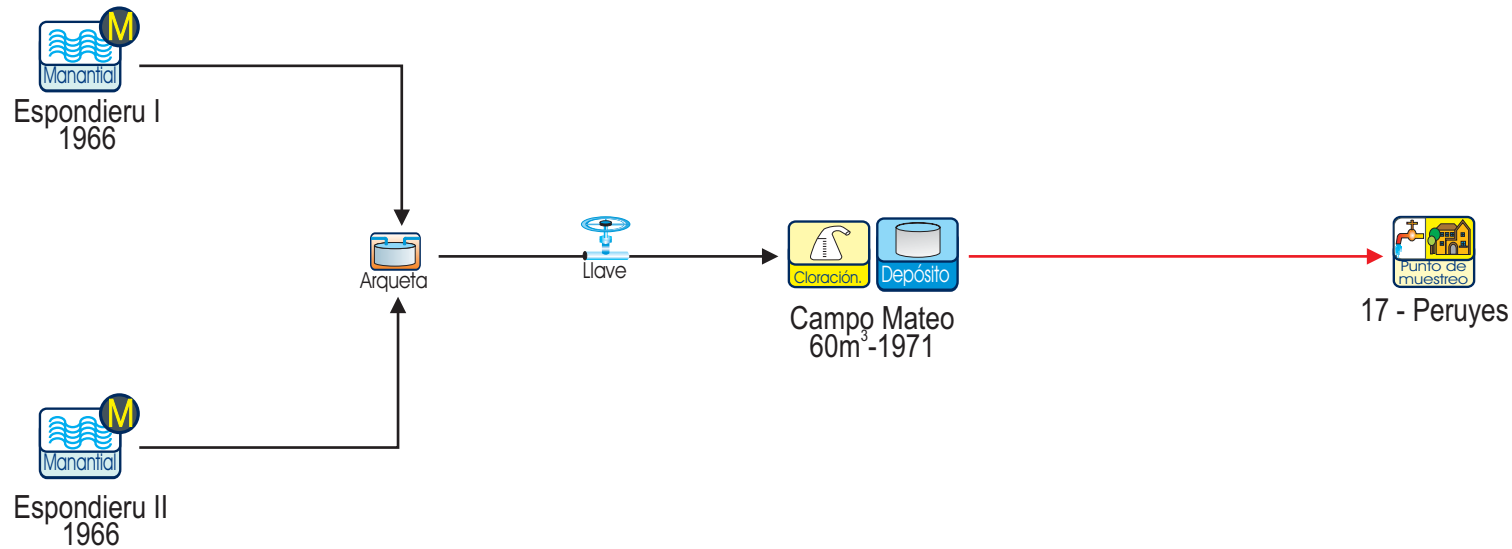 M
Manantial
Espondieru I
1966
Arqueta
Llave
Cloración.
Depósito
Campo Mateo
60m³-1971
Punto de
muestreo
17 - Peruyes
M
Manantial
Espondieru II
1966